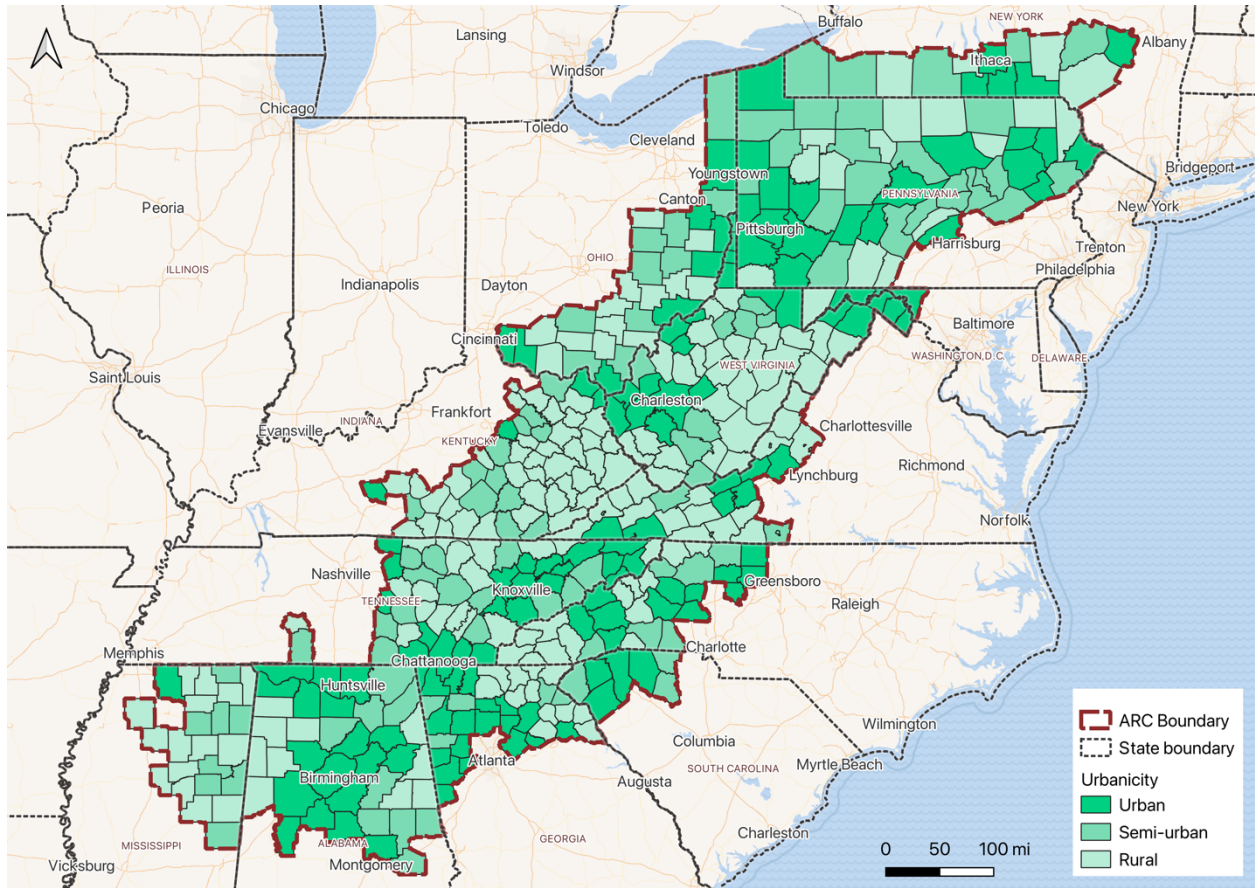 Buffalo
NEW YORK
Lansing
Albany
Ithaca
Windsor
Chicago
Toledo
Cleveland
Youngstown
Bridgeport
PENNSYLVANIA
Canton
New York
Peoria
Pittsburgh
Harrisburg
Trenton
OHIO
ILLINOIS
Philadelphia
Indianapolis
Dayton
Baltimore
Cincinnati
WASHINGTON,D.C
DELAWARE
WEST VIRGINIA
Saint Louis
Charleston
Frankfort
INDIANA
Charlottesville
Evansville
KENTUCKY
Richmond
Lynchburg
Norfolk
Nashville
Knoxville
Greensboro
TENNESSEE
Raleigh
Memphis
Charlotte
Chattanooga
Huntsville
Wilmington
Columbia
Atlanta
SOUTH CAROLINA
Myrtle Beach
Birmingham
Augusta
GEORGIA
Charleston
MISSISSIPPI
ALABAMA
Vicksburg
Montgomery
ARC Boundary
State boundary
Urbanicity
Urban
Semi-urban
Rural
0 50 100 mi